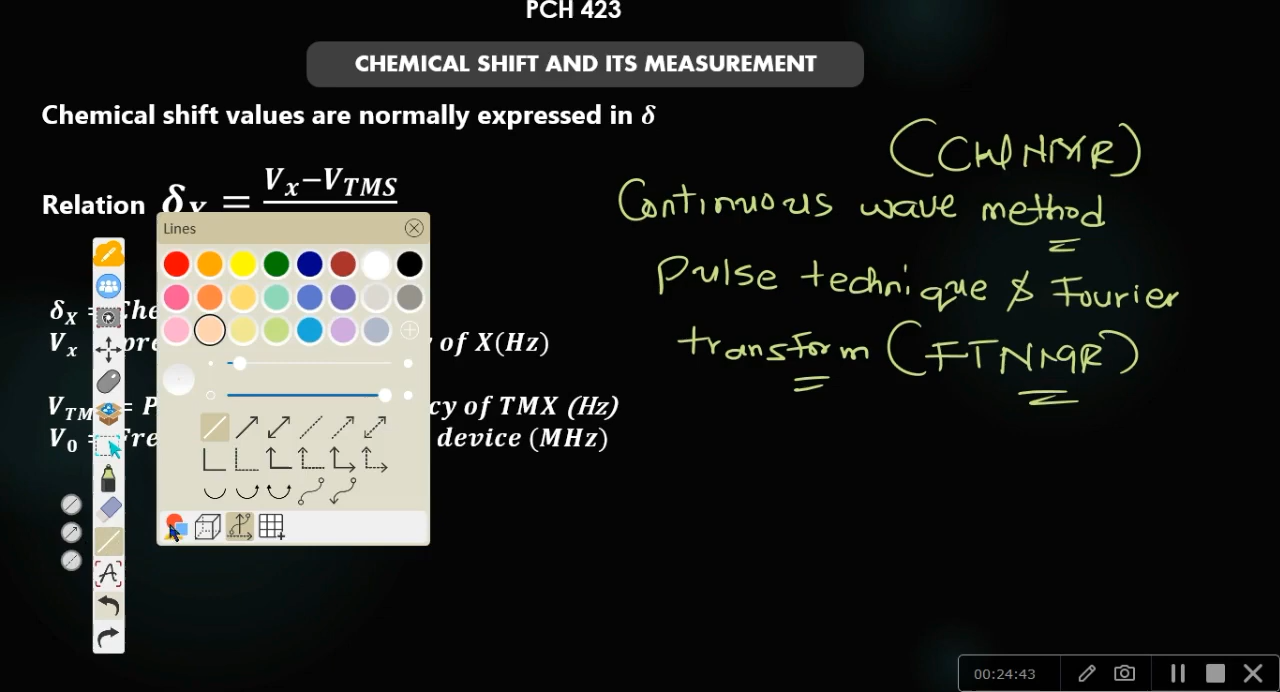 PCH 423
CHEMICAL SHIFT AND ITS MEASUREMENT
Chemical shift values are normally expressed in δ
Relation δ = Vx−VTMS
(CW NMR)
Continuous wave method
Pulse technique & Fourier
transform (FTNMR)
Lines
δX =
Vx of X(Hz)
VTM = P cy of TMX (Hz)
V0 = device (MHz)
00:24:43